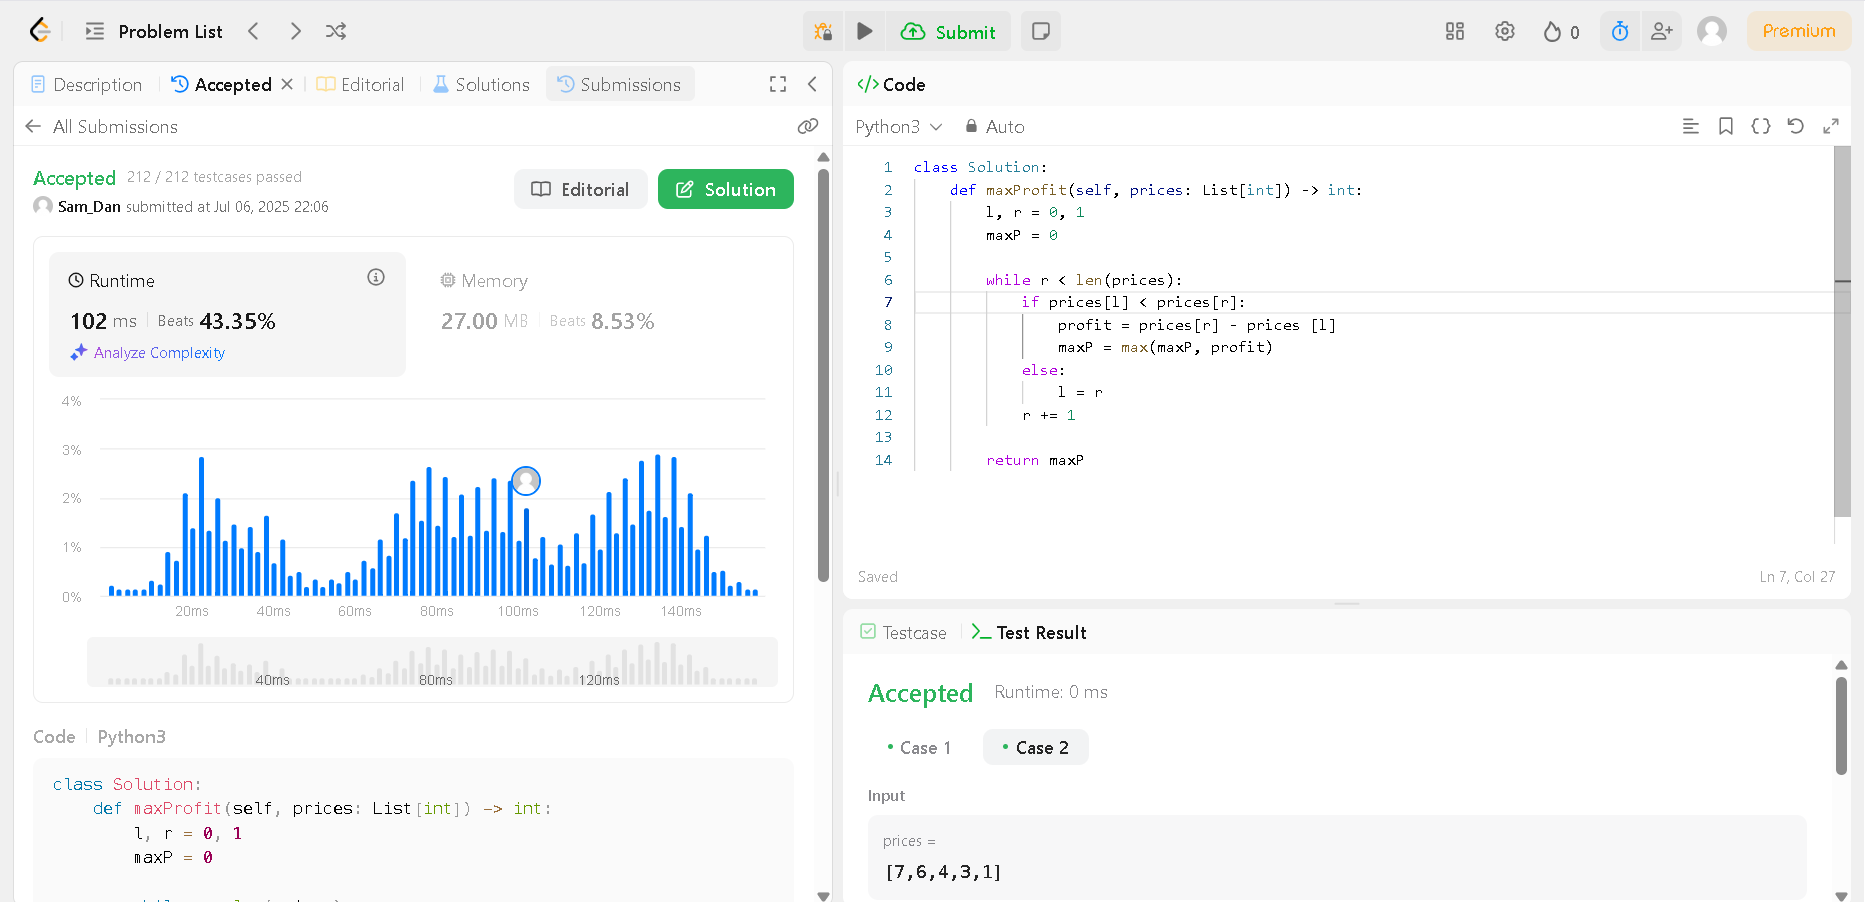 Problem List
Submit
0
Premium
Description
Accepted
Editorial
Solutions
Submissions
All Submissions
Accepted 212 / 212 testcases passed
Sam_Dan submitted at Jul 06, 2025 22:06
Editorial
Solution
Runtime
102 ms Beats 43.35%
Analyze Complexity
Memory
27.00 MB Beats 8.53%
4%
3%
2%
1%
0%
20ms 40ms 60ms 80ms 100ms 120ms 140ms
40ms 80ms 120ms
Code Python3
class Solution:
def maxProfit(self, prices: List[int]) -> int:
l, r = 0, 1
maxP = 0
</> Code
Python3 Auto
1 class Solution:
2 def maxProfit(self, prices: List[int]) -> int:
3 l, r = 0, 1
4 maxP = 0
5
6 while r < len(prices):
7 if prices[l] < prices[r]:
8 profit = prices[r] - prices [l]
9 maxP = max(maxP, profit)
10 else:
11 l = r
12 r += 1
13
14 return maxP
Saved
Ln 7, Col 27
Testcase
Test Result
Accepted Runtime: 0 ms
• Case 1
• Case 2
Input
prices =
[7,6,4,3,1]